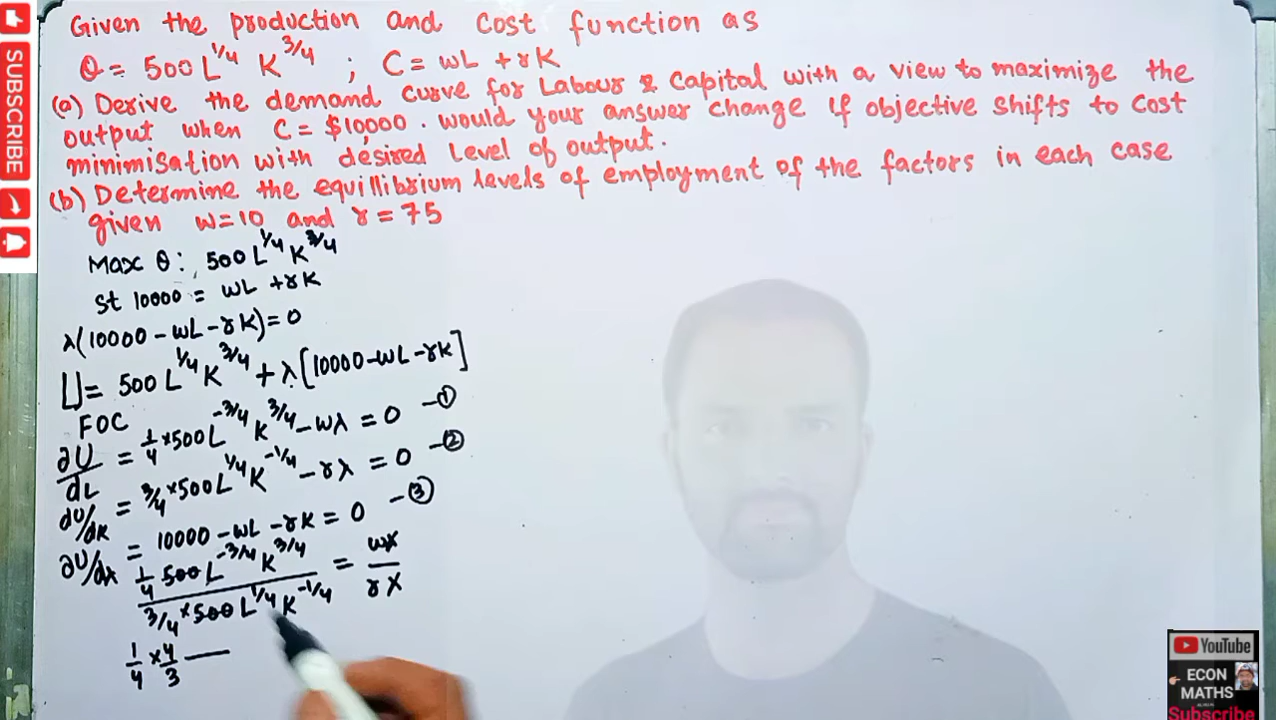 SUBSCRIBE
Given the production and cost function as
Q = 500 L^1/4 K^3/4 ; C = wL + rK
(a) Derive the demand curve for Labour & Capital with a view to maximize the
output when C = $10,000. would your answer change if objective shifts to cost
minimisation with desired level of output.
(b) Determine the equillibrium levels of employment of the factors in each case
given w=10 and r = 75
Max Q: 500 L^1/4 K^3/4
St 10000 = wL + rK
λ(10000 - wL - rK) = 0
U = 500 L^1/4 K^3/4 + λ[10000 - wL - rK]
FOC
∂U/dL = 1/4 × 500 L^-3/4 K^3/4 - wλ = 0 - ①
dU/dK = 3/4 × 500 L^1/4 K^-1/4 - rλ = 0 - ②
∂U/dλ = 10000 - wL - rK = 0 - ③
1/4 500 L^-3/4 K^3/4 / 3/4 × 500 L^1/4 K^-1/4 = wλ / rλ
1/4 × 4/3 —
YouTube
ECON
MATHS
Subscribe